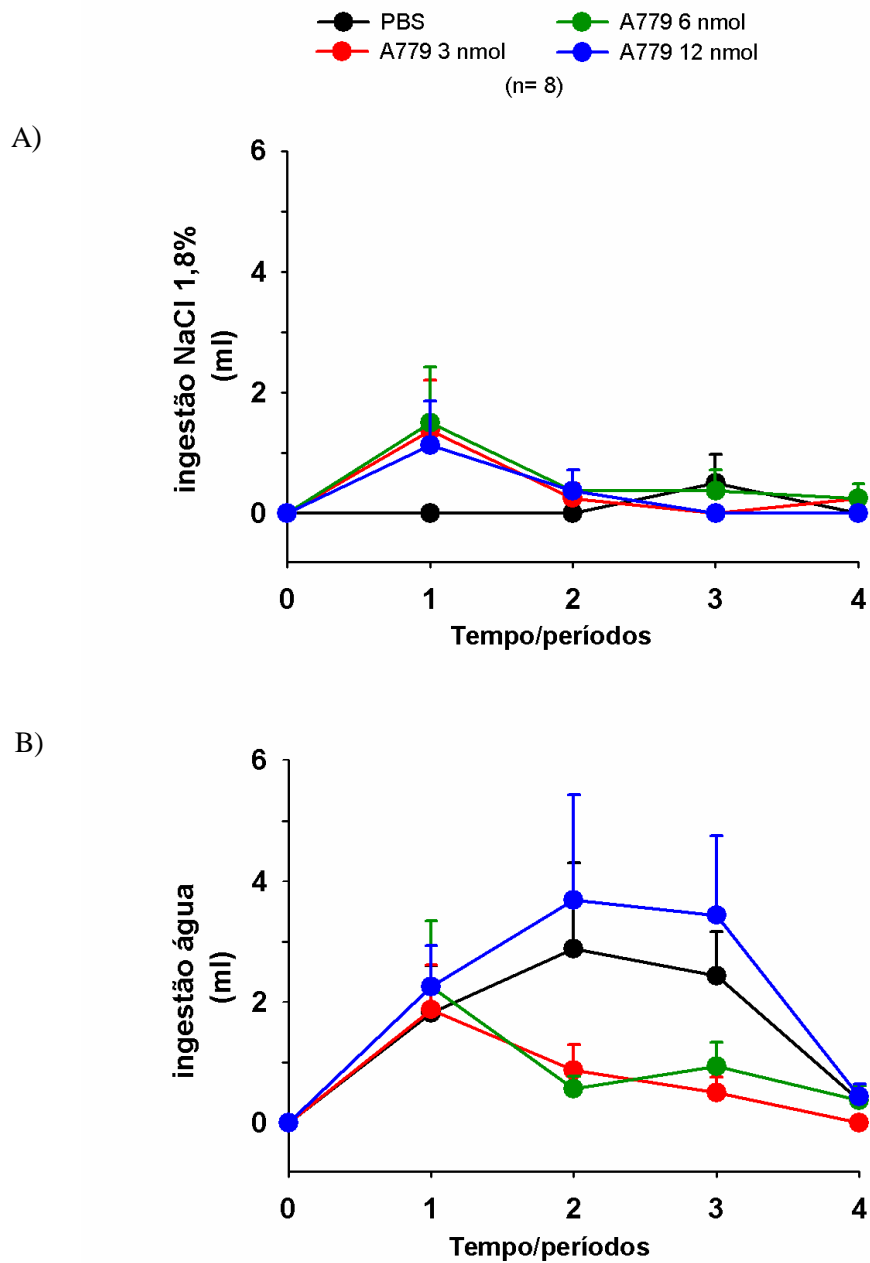 PBS A779 6 nmol
A779 3 nmol A779 12 nmol
(n= 8)
A)
6
4
2
0
ingestão NaCl 1,8%
(ml)
0 1 2 3 4
Tempo/períodos
B)
6
4
2
0
ingestão água
(ml)
0 1 2 3 4
Tempo/períodos